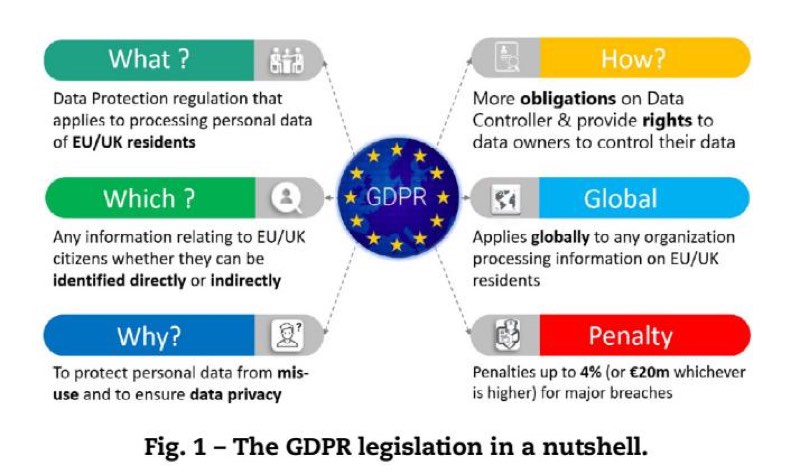 What ?
Data Protection regulation that
applies to processing personal data
of EU/UK residents
Which ?
Any information relating to EU/UK
citizens whether they can be
identified directly or indirectly
Why?
To protect personal data from mis-
use and to ensure data privacy
GDPR
How?
More obligations on Data
Controller & provide rights to
data owners to control their data
Global
Applies globally to any organization
processing information on EU/UK
residents
Penalty
Penalties up to 4% (or €20m whichever
is higher) for major breaches
Fig. 1 – The GDPR legislation in a nutshell.